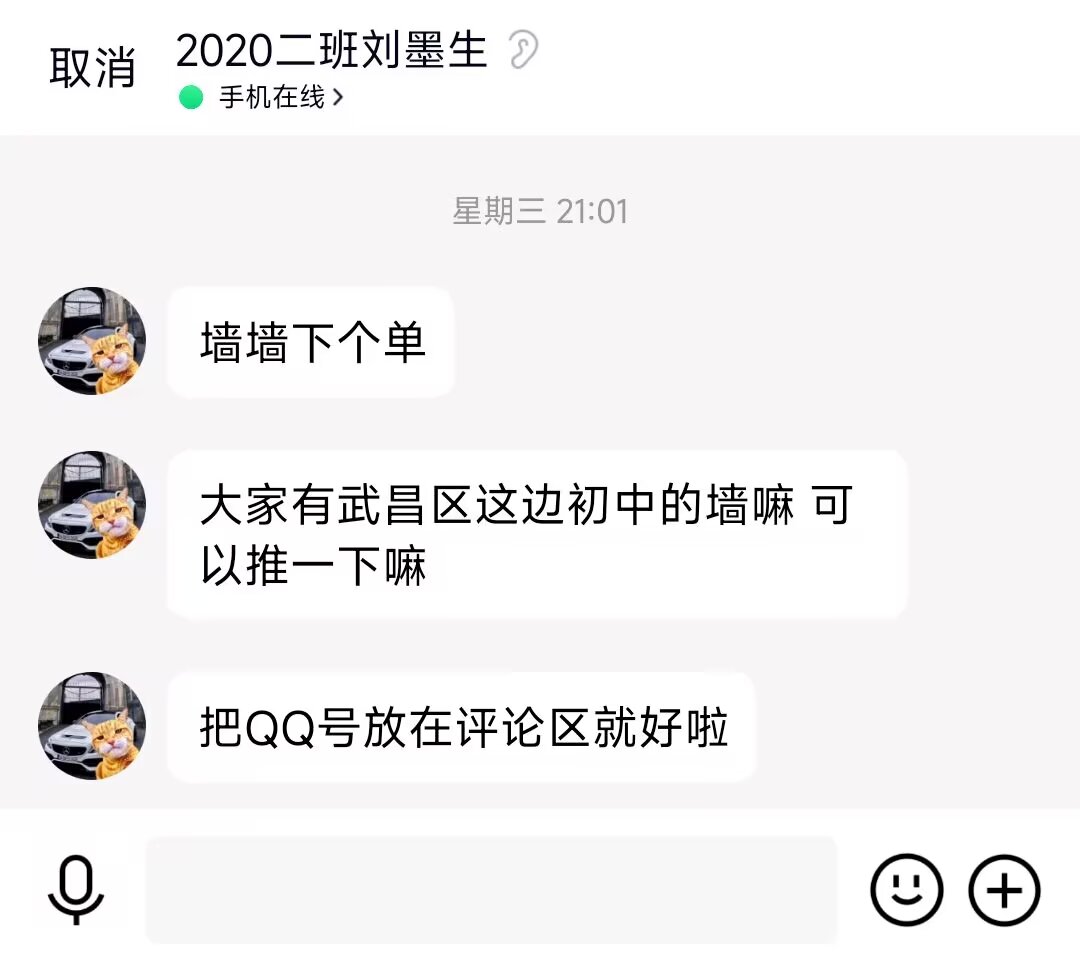 取消
2020二班刘墨生
手机在线
星期三 21:01
墙墙下个单
大家有武昌区这边初中的墙嘛 可
以推一下嘛
把QQ号放在评论区就好啦